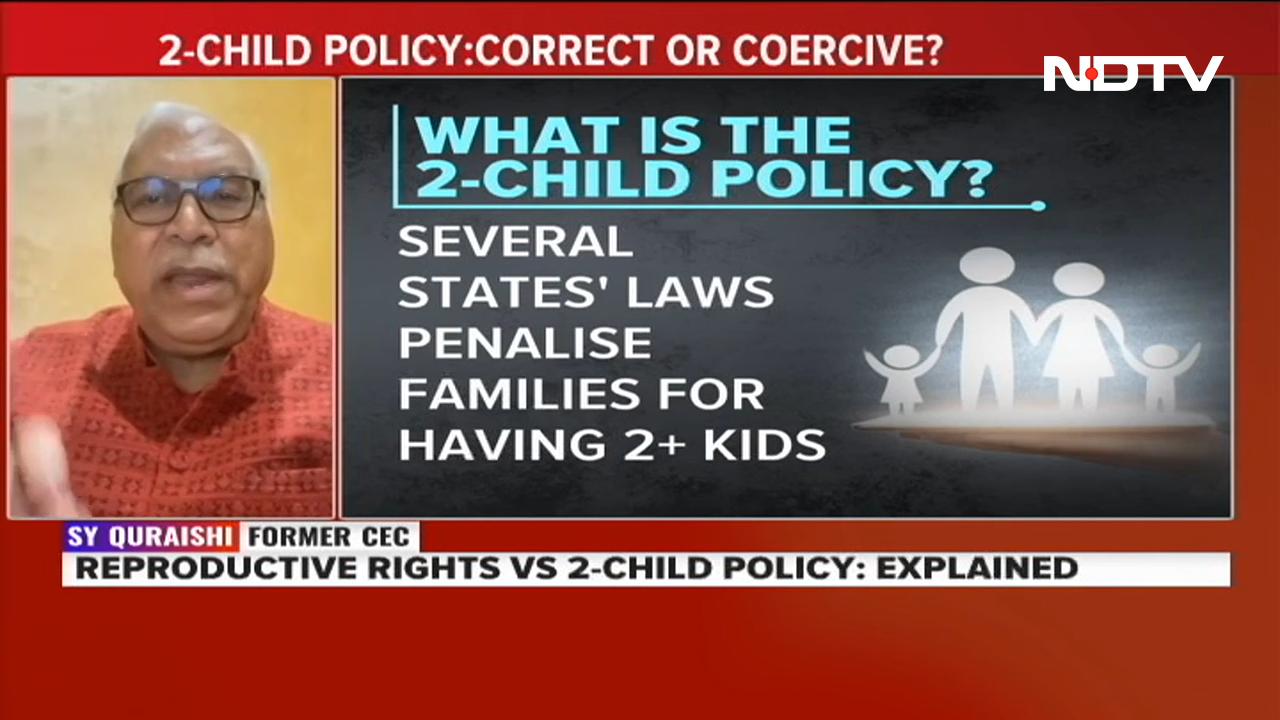 2-CHILD POLICY:CORRECT OR COERCIVE?
NDTV
WHAT IS THE
2-CHILD POLICY?
SEVERAL
STATES' LAWS
PENALISE
FAMILIES FOR
HAVING 2+ KIDS
SY QURAISHI FORMER CEC
REPRODUCTIVE RIGHTS VS 2-CHILD POLICY: EXPLAINED